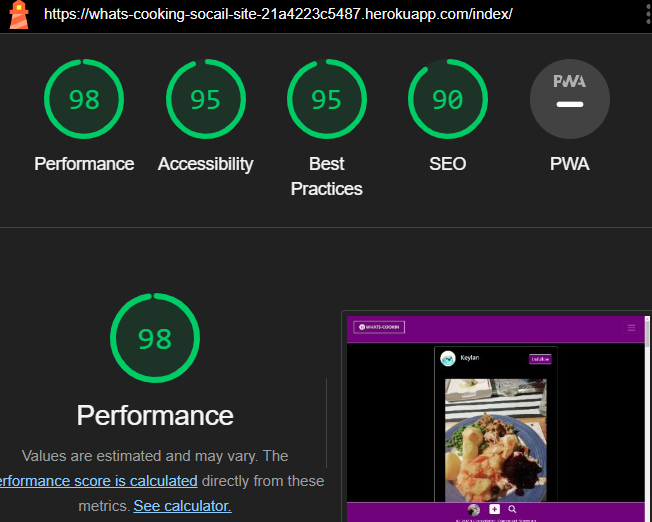 https://whats-cooking-socail-site-21a4223c5487.herokuapp.com/index/
98 95 95 90 PWA
Performance Accessibility Best Practices SEO PWA
98
Performance
Values are estimated and may vary. The
erformance score is calculated directly from these
metrics. See calculator.
WHATS-COOKIN
Keylan
Unfollow